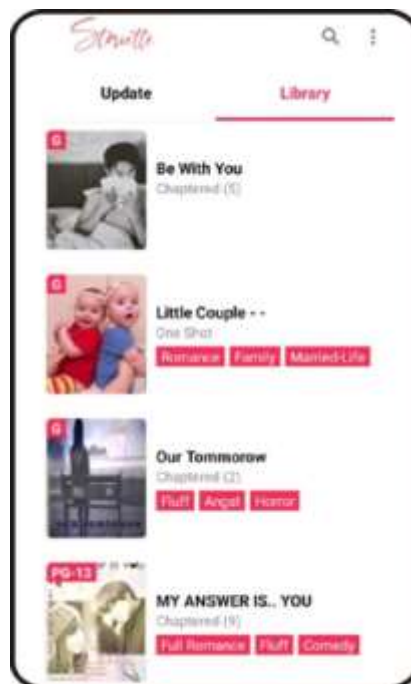 Storiette
Update
Library
G
Be With You
Chaptered (5)
G
Little Couple - -
One Shot
Romance Family Married-Life
G
Our Tommorow
Chaptered (2)
Fluff Angst Horror
PG-13
MY ANSWER IS.. YOU
Chaptered (9)
Full Romance Fluff Comedy